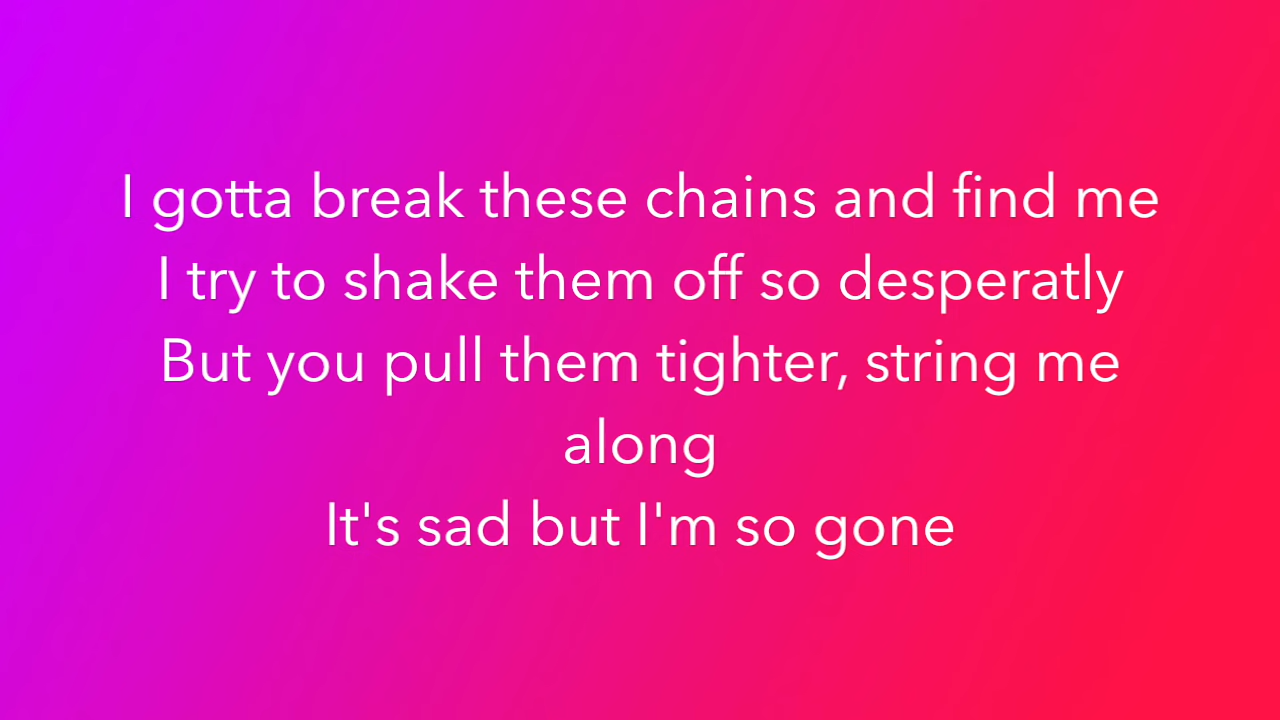 I gotta break these chains and find me
I try to shake them off so desperatly
But you pull them tighter, string me
along
It's sad but I'm so gone